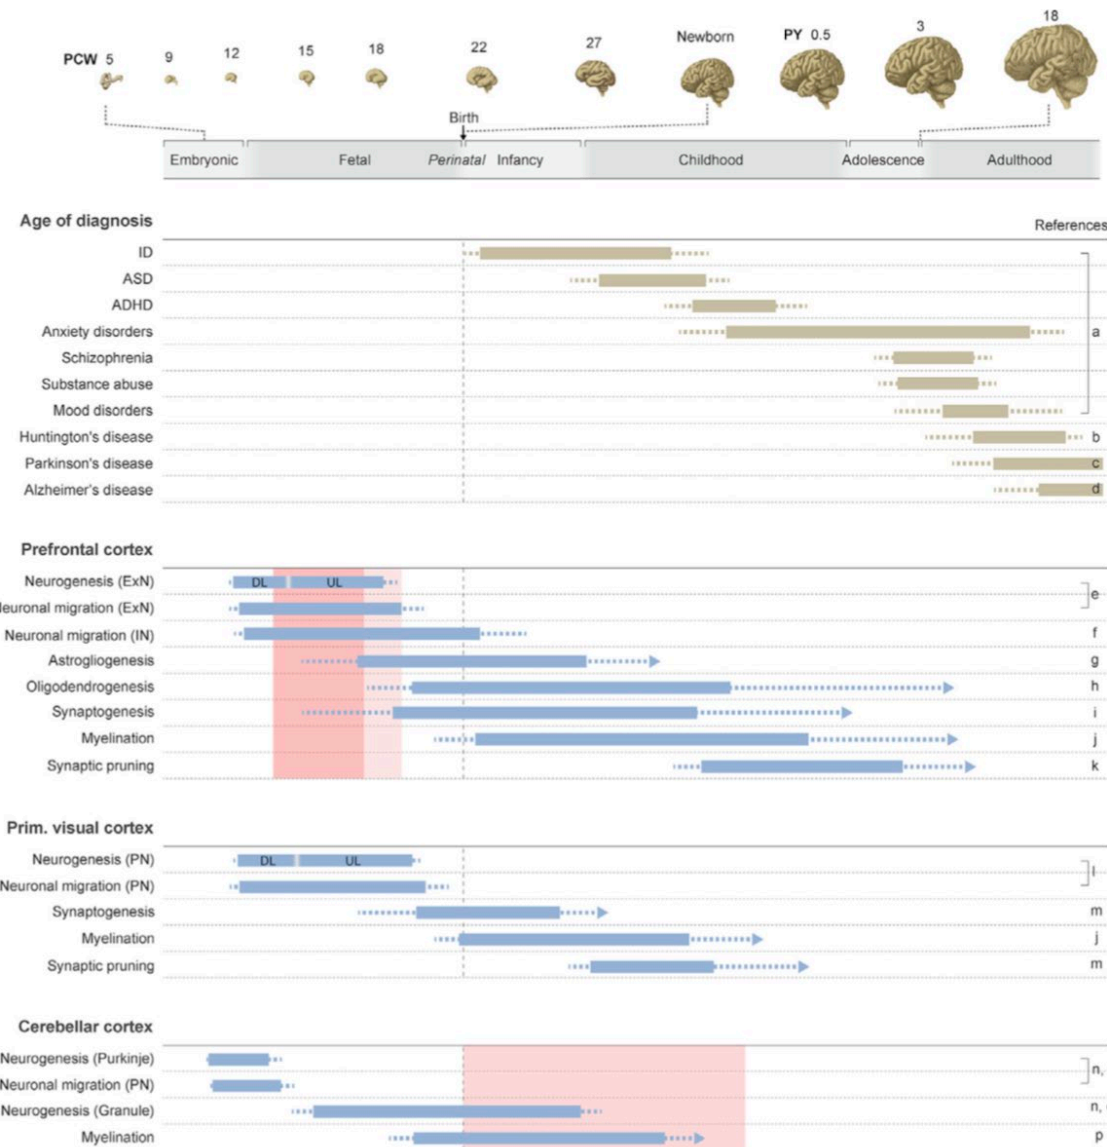 PCW 5 9 12 15 18 22 27 Newborn PY 0.5 3 18
Birth
Embryonic Fetal Perinatal Infancy Childhood Adolescence Adulthood
Age of diagnosis
References
ID
ASD
ADHD
Anxiety disorders a
Schizophrenia
Substance abuse
Mood disorders
Huntington's disease b
Parkinson's disease c
Alzheimer's disease d
Prefrontal cortex
Neurogenesis (ExN) DL UL e
euronal migration (ExN)
Neuronal migration (IN) f
Astrogliogenesis g
Oligodendrogenesis h
Synaptogenesis i
Myelination j
Synaptic pruning k
Prim. visual cortex
Neurogenesis (PN) DL UL l
Neuronal migration (PN)
Synaptogenesis m
Myelination j
Synaptic pruning m
Cerebellar cortex
Neurogenesis (Purkinje) n,
Neuronal migration (PN)
Neurogenesis (Granule) n,
Myelination p